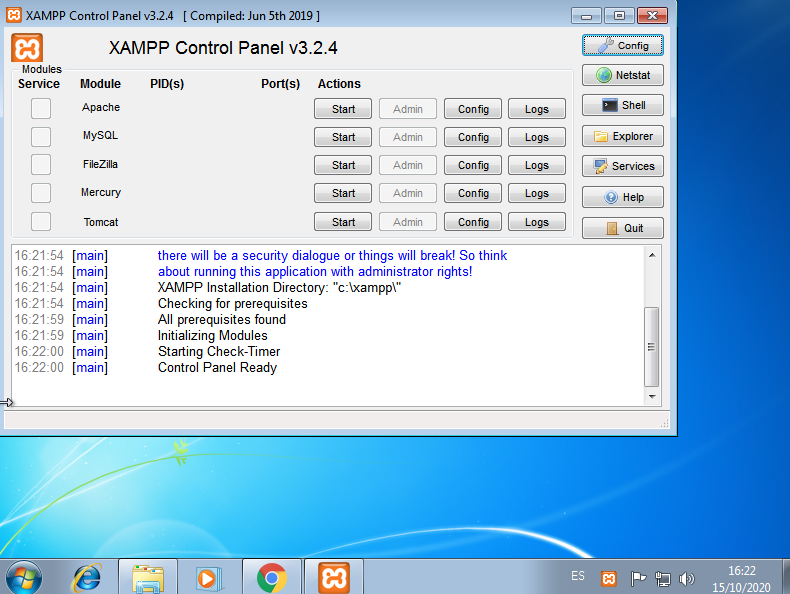 XAMPP Control Panel v3.2.4   [ Compiled: Jun 5th 2019 ]
XAMPP Control Panel v3.2.4
Config
Modules
Service Module PID(s) Port(s) Actions
Netstat
Apache Start Admin Config Logs
Shell
MySQL Start Admin Config Logs
Explorer
FileZilla Start Admin Config Logs
Services
Mercury Start Admin Config Logs
Help
Tomcat Start Admin Config Logs
Quit
16:21:54 [main] there will be a security dialogue or things will break! So think
16:21:54 [main] about running this application with administrator rights!
16:21:54 [main] XAMPP Installation Directory: "c:\xampp\"
16:21:54 [main] Checking for prerequisites
16:21:59 [main] All prerequisites found
16:21:59 [main] Initializing Modules
16:22:00 [main] Starting Check-Timer
16:22:00 [main] Control Panel Ready
ES
16:22
15/10/2020